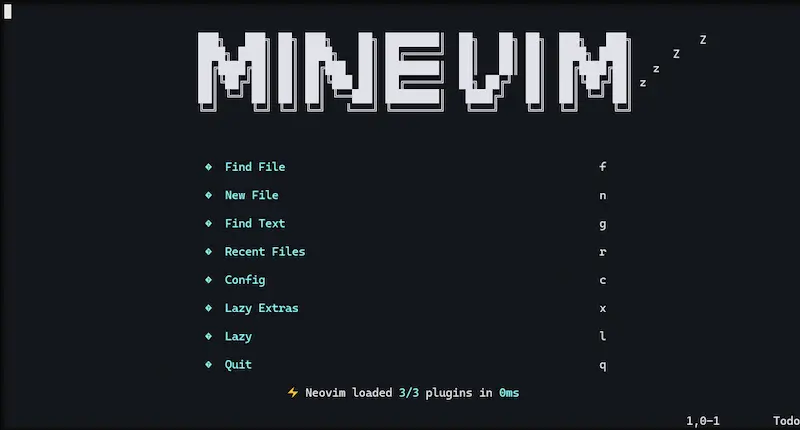 MINEVIM
Z
Z
z
z
Find File f
New File n
Find Text g
Recent Files r
Config c
Lazy Extras x
Lazy l
Quit q
⚡ Neovim loaded 3/3 plugins in 0ms
1,0-1 Todo